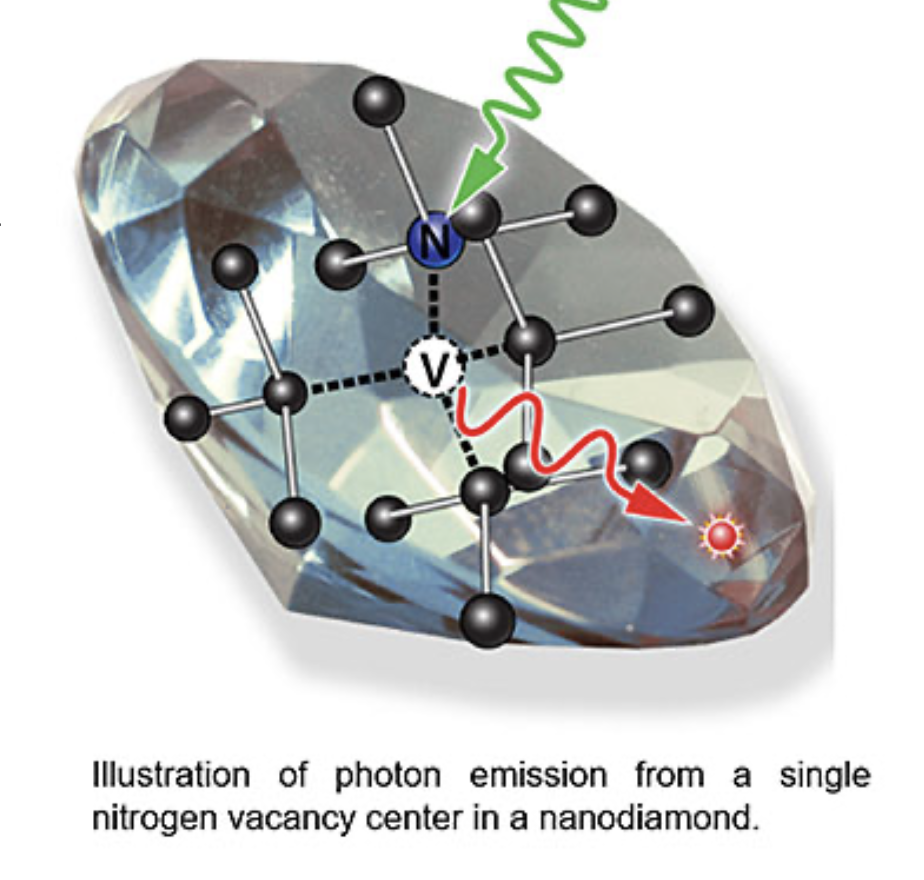 N
V
Illustration of photon emission from a single
nitrogen vacancy center in a nanodiamond.